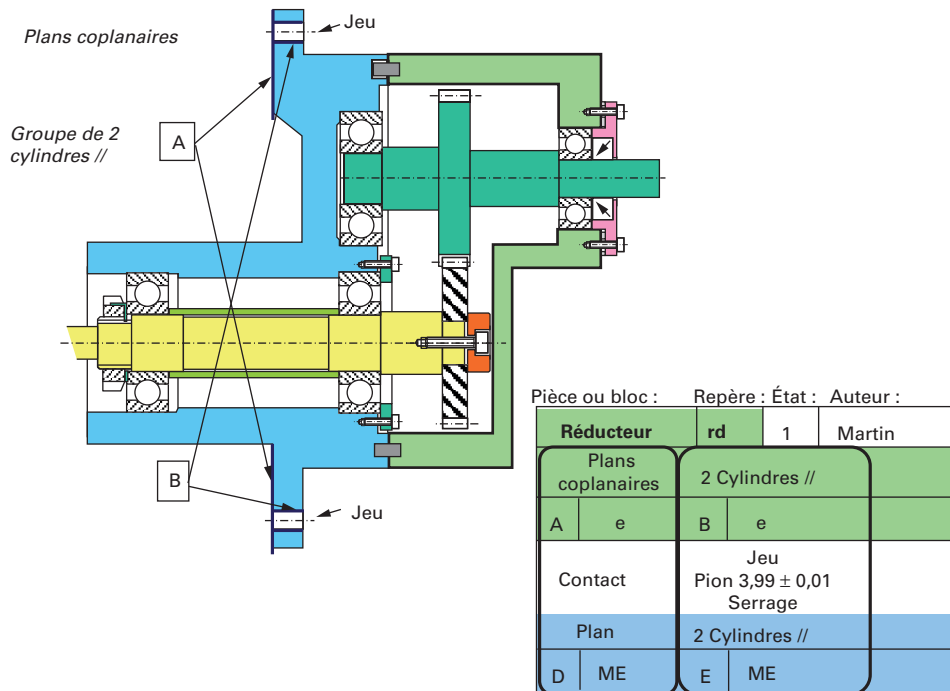 Jeu
Plans coplanaires
Groupe de 2
cylindres //
A
B
Jeu
Pièce ou bloc : Repère : État : Auteur :
Réducteur rd 1 Martin
Plans
coplanaires
2 Cylindres //
A e B e
Contact
Jeu
Pion 3,99 ± 0,01
Serrage
Plan 2 Cylindres //
D ME E ME